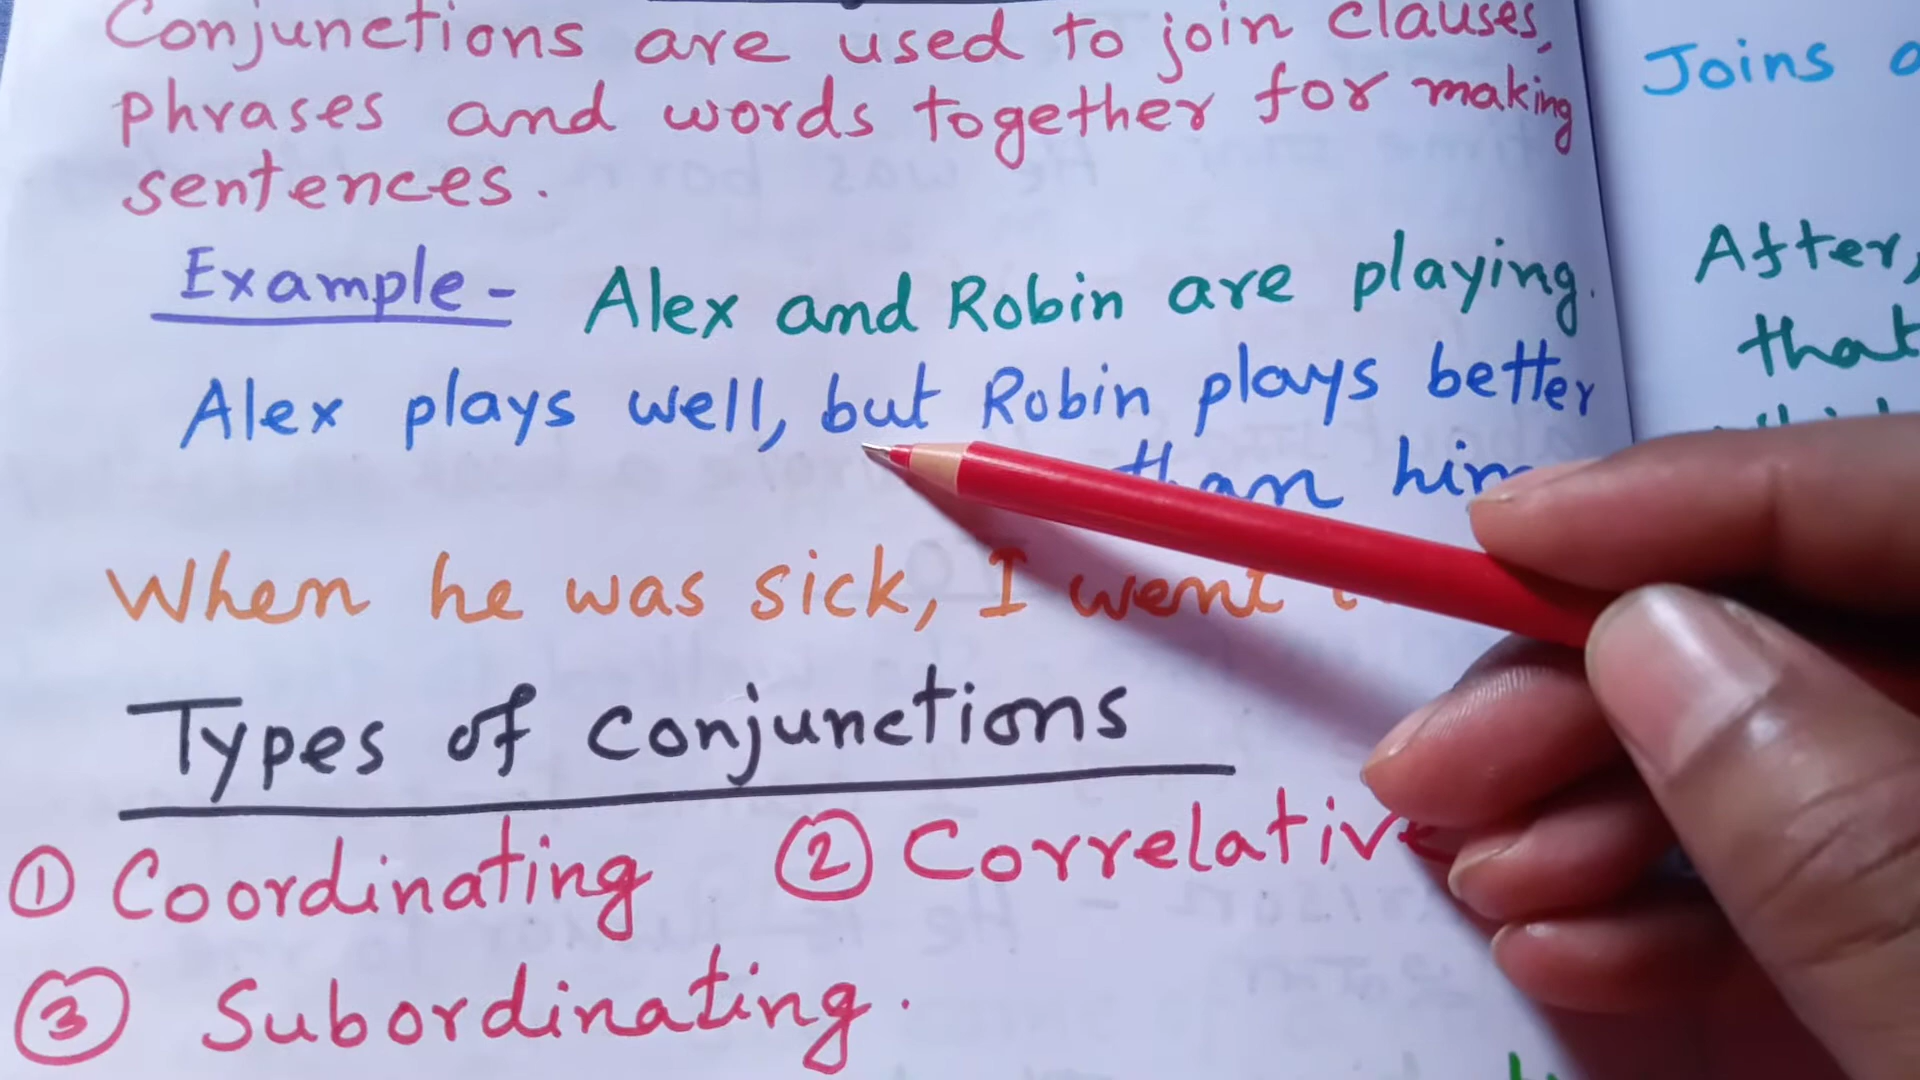 Conjunctions are used to join clauses,
phrases and words together for making
sentences.
Example - Alex and Robin are playing.
Alex plays well, but Robin plays better
than him
When he was sick, I went
Types of Conjunctions
① Coordinating ② Correlative
③ Subordinating.
Joins
After,
that